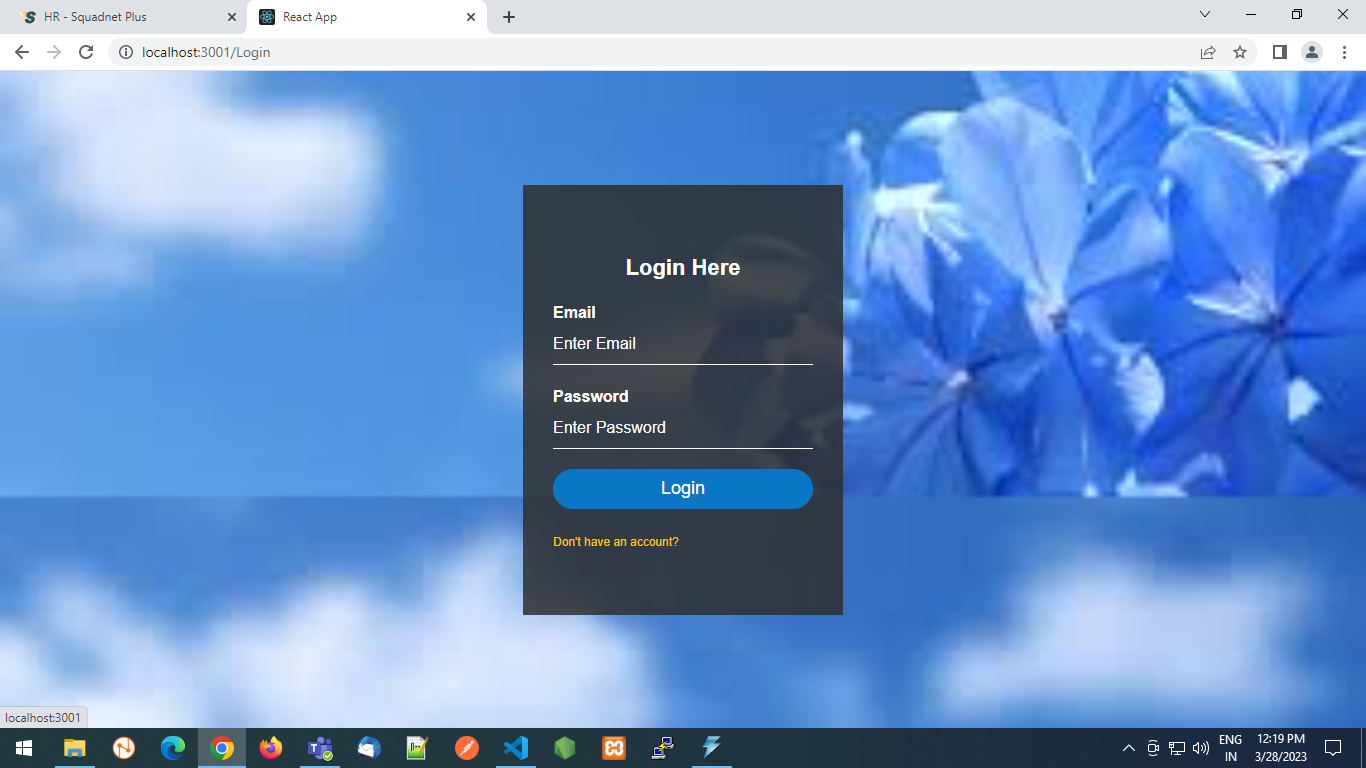 HR - Squadnet Plus
React App
localhost:3001/Login
Login Here
Email
Enter Email
Password
Enter Password
Login
Don't have an account?
localhost:3001
ENG
IN
12:19 PM
3/28/2023